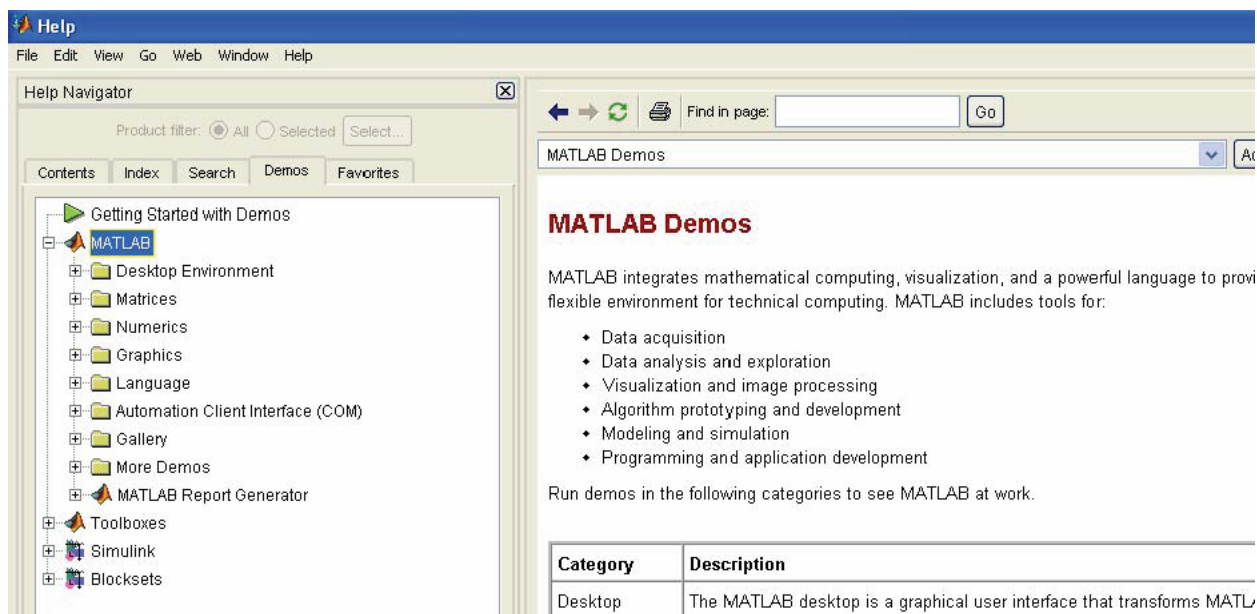 Help
File Edit View Go Web Window Help
Help Navigator
Product filter: All Selected Select...
Contents Index Search Demos Favorites
Getting Started with Demos
MATLAB
Desktop Environment
Matrices
Numerics
Graphics
Language
Automation Client Interface (COM)
Gallery
More Demos
MATLAB Report Generator
Toolboxes
Simulink
Blocksets
Find in page: Go
MATLAB Demos
MATLAB Demos
MATLAB integrates mathematical computing, visualization, and a powerful language to
flexible environment for technical computing. MATLAB includes tools for:
Data acquisition
Data analysis and exploration
Visualization and image processing
Algorithm prototyping and development
Modeling and simulation
Programming and application development
Run demos in the following categories to see MATLAB at work.
Category Description
Desktop The MATLAB desktop is a graphical user interface that transforms